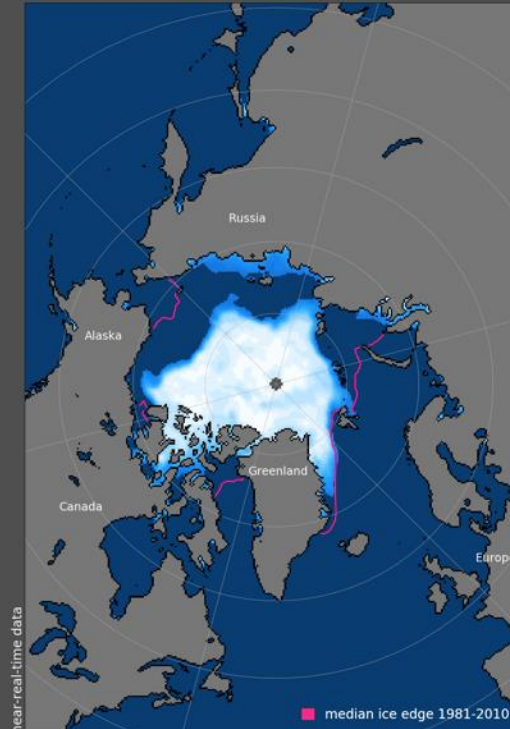 Russia
Alaska
Greenland
Canada
Europ
near-real-time data
median ice edge 1981-2010